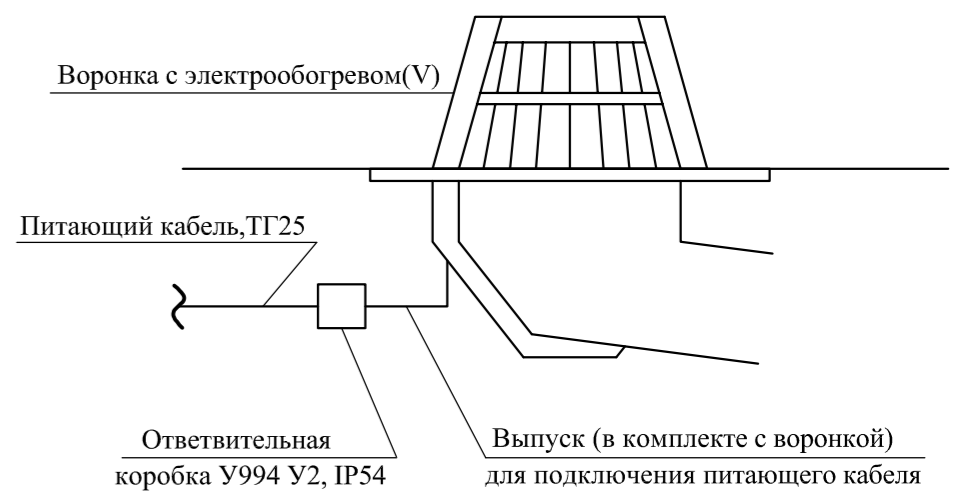 Воронка с электрообогревом(V)
Питающий кабель,ТГ25
Ответвительная
коробка У994 У2, IP54
Выпуск (в комплекте с воронкой)
для подключения питающего кабеля